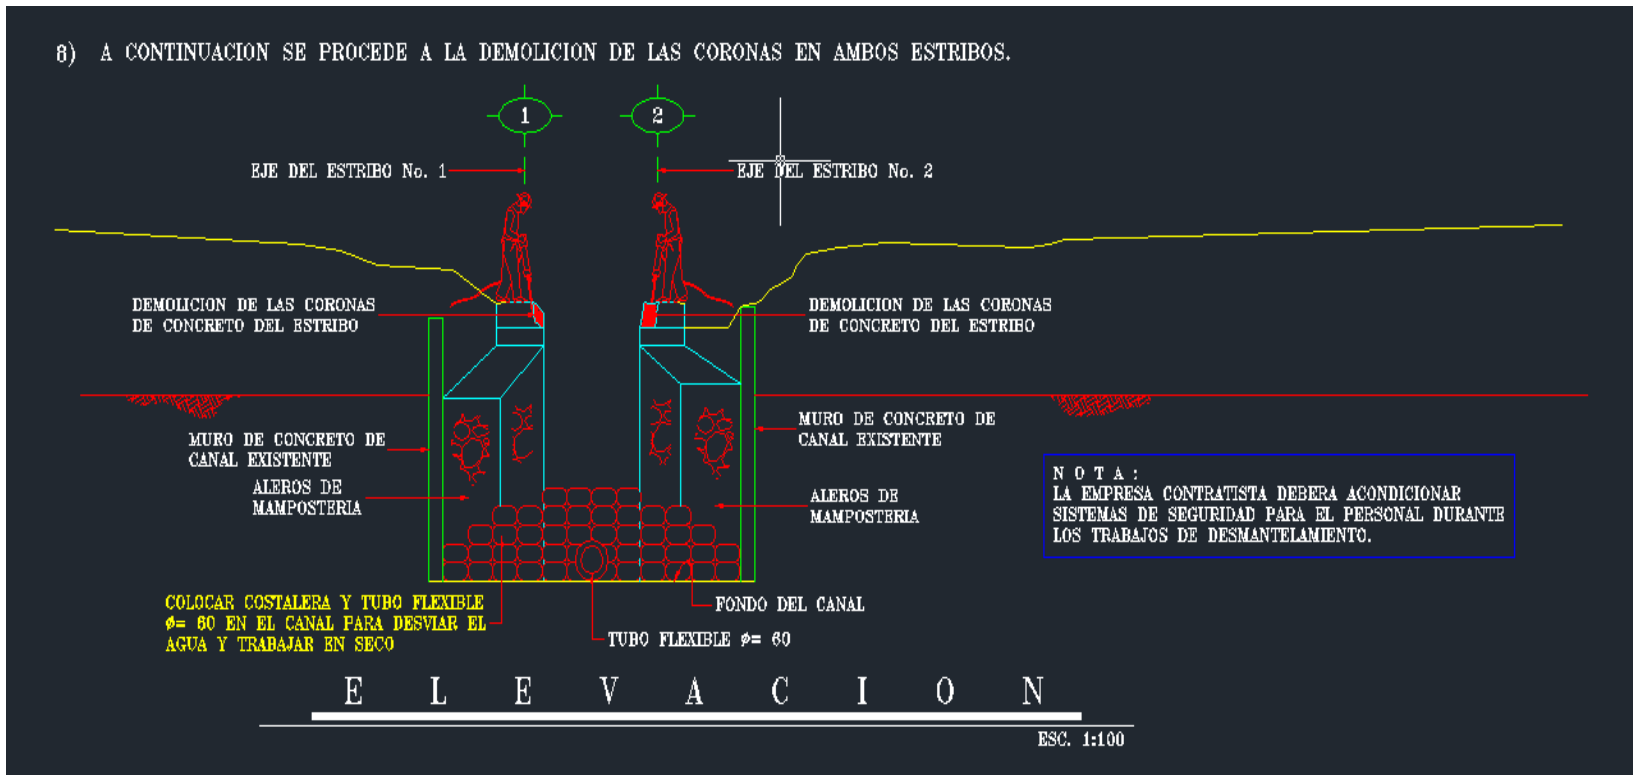 8) A CONTINUACION SE PROCEDE A LA DEMOLICION DE LAS CORONAS EN AMBOS ESTRIBOS.
1
2
EJE DEL ESTRIBO No. 1
EJE DEL ESTRIBO No. 2
DEMOLICION DE LAS CORONAS
DE CONCRETO DEL ESTRIBO
DEMOLICION DE LAS CORONAS
DE CONCRETO DEL ESTRIBO
MURO DE CONCRETO DE
CANAL EXISTENTE
MURO DE CONCRETO DE
CANAL EXISTENTE
ALEROS DE
MAMPOSTERIA
ALEROS DE
MAMPOSTERIA
N O T A :
LA EMPRESA CONTRATISTA DEBERA ACONDICIONAR
SISTEMAS DE SEGURIDAD PARA EL PERSONAL DURANTE
LOS TRABAJOS DE DESMANTELAMIENTO.
COLOCAR COSTALERA Y TUBO FLEXIBLE
ø= 60 EN EL CANAL PARA DESVIAR EL
AGUA Y TRABAJAR EN SECO
FONDO DEL CANAL
TUBO FLEXIBLE ø= 60
E L E V A C I O N
ESC. 1:100